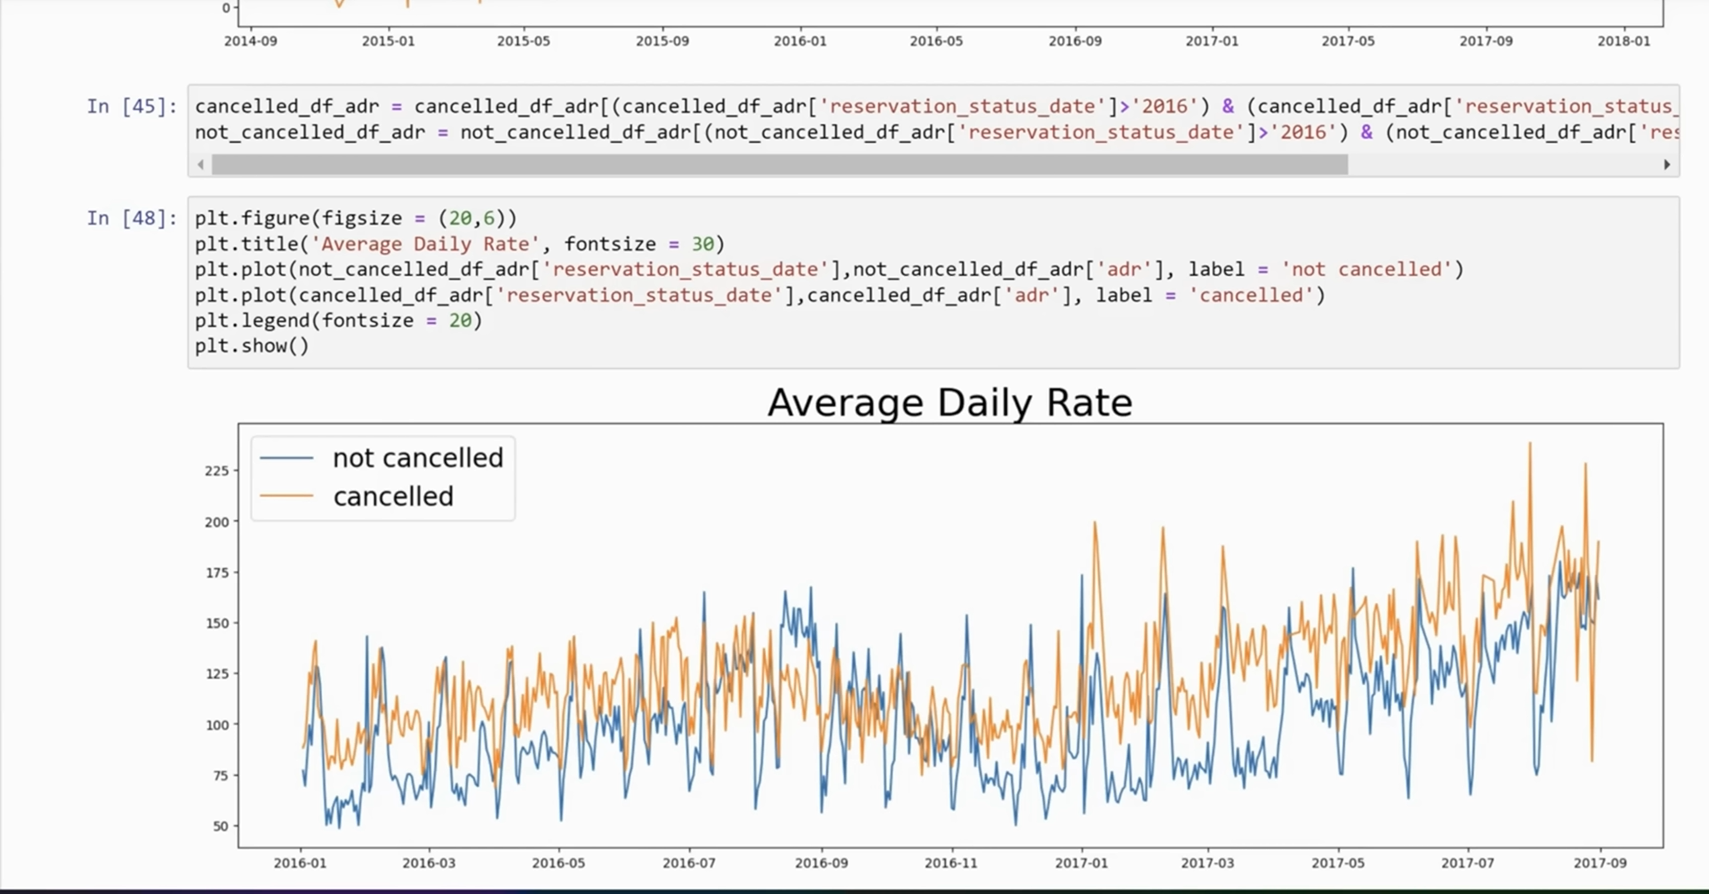 0
2014-09 2015-01 2015-05 2015-09 2016-01 2016-05 2016-09 2017-01 2017-05 2017-09 2018-01
In [45]:
cancelled_df_adr = cancelled_df_adr[(cancelled_df_adr['reservation_status_date']>'2016') & (cancelled_df_adr['reservation_status_
not_cancelled_df_adr = not_cancelled_df_adr[(not_cancelled_df_adr['reservation_status_date']>'2016') & (not_cancelled_df_adr['res
In [48]:
plt.figure(figsize = (20,6))
plt.title('Average Daily Rate', fontsize = 30)
plt.plot(not_cancelled_df_adr['reservation_status_date'],not_cancelled_df_adr['adr'], label = 'not cancelled')
plt.plot(cancelled_df_adr['reservation_status_date'],cancelled_df_adr['adr'], label = 'cancelled')
plt.legend(fontsize = 20)
plt.show()
Average Daily Rate
not cancelled
cancelled
225
200
175
150
125
100
75
50
2016-01 2016-03 2016-05 2016-07 2016-09 2016-11 2017-01 2017-03 2017-05 2017-07 2017-09